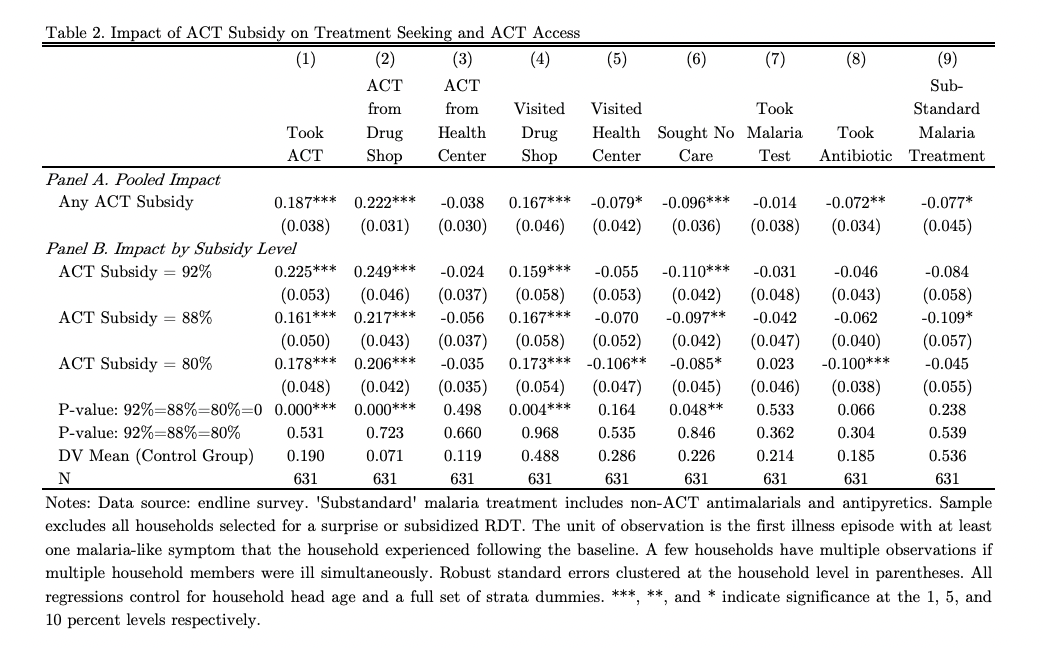 Table 2. Impact of ACT Subsidy on Treatment Seeking and ACT Access
(1) (2) (3) (4) (5) (6) (7) (8) (9)
ACT ACT Sub-
from from Visited Visited Took Standard
Took Drug Health Drug Health Sought No Malaria Took Malaria
ACT Shop Center Shop Center Care Test Antibiotic Treatment
Panel A. Pooled Impact
Any ACT Subsidy 0.187*** 0.222*** -0.038 0.167*** -0.079* -0.096*** -0.014 -0.072** -0.077*
(0.038) (0.031) (0.030) (0.046) (0.042) (0.036) (0.038) (0.034) (0.045)
Panel B. Impact by Subsidy Level
ACT Subsidy = 92% 0.225*** 0.249*** -0.024 0.159*** -0.055 -0.110*** -0.031 -0.046 -0.084
(0.053) (0.046) (0.037) (0.058) (0.053) (0.042) (0.048) (0.043) (0.058)
ACT Subsidy = 88% 0.161*** 0.217*** -0.056 0.167*** -0.070 -0.097** -0.042 -0.062 -0.109*
(0.050) (0.043) (0.037) (0.058) (0.052) (0.042) (0.047) (0.040) (0.057)
ACT Subsidy = 80% 0.178*** 0.206*** -0.035 0.173*** -0.106** -0.085* 0.023 -0.100*** -0.045
(0.048) (0.042) (0.035) (0.054) (0.047) (0.045) (0.046) (0.038) (0.055)
P-value: 92%=88%=80%=0 0.000*** 0.000*** 0.498 0.004*** 0.164 0.048** 0.533 0.066 0.238
P-value: 92%=88%=80% 0.531 0.723 0.660 0.968 0.535 0.846 0.362 0.304 0.539
DV Mean (Control Group) 0.190 0.071 0.119 0.488 0.286 0.226 0.214 0.185 0.536
N 631 631 631 631 631 631 631 631 631
Notes: Data source: endline survey. 'Substandard' malaria treatment includes non-ACT antimalarials and antipyretics. Sample
excludes all households selected for a surprise or subsidized RDT. The unit of observation is the first illness episode with at least
one malaria-like symptom that the household experienced following the baseline. A few households have multiple observations if
multiple household members were ill simultaneously. Robust standard errors clustered at the household level in parentheses. All
regressions control for household head age and a full set of strata dummies. ***, **, and * indicate significance at the 1, 5, and
10 percent levels respectively.